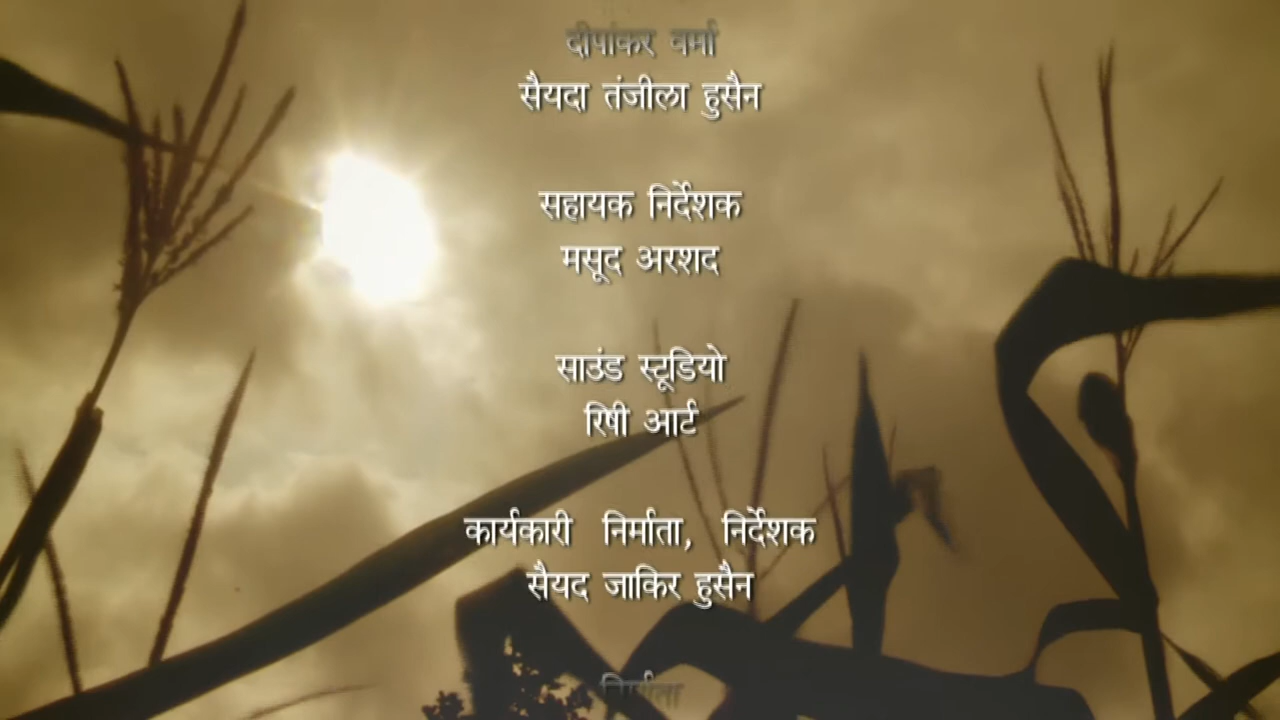 दीपांकर वर्मा
सैयदा तंजीला हुसैन
सहायक निर्देशक
मसूद अरशद
साउंड स्टूडियो
रिषी आर्ट
कार्यकारी निर्माता, निर्देशक
सैयद जाकिर हुसैन
निर्माता